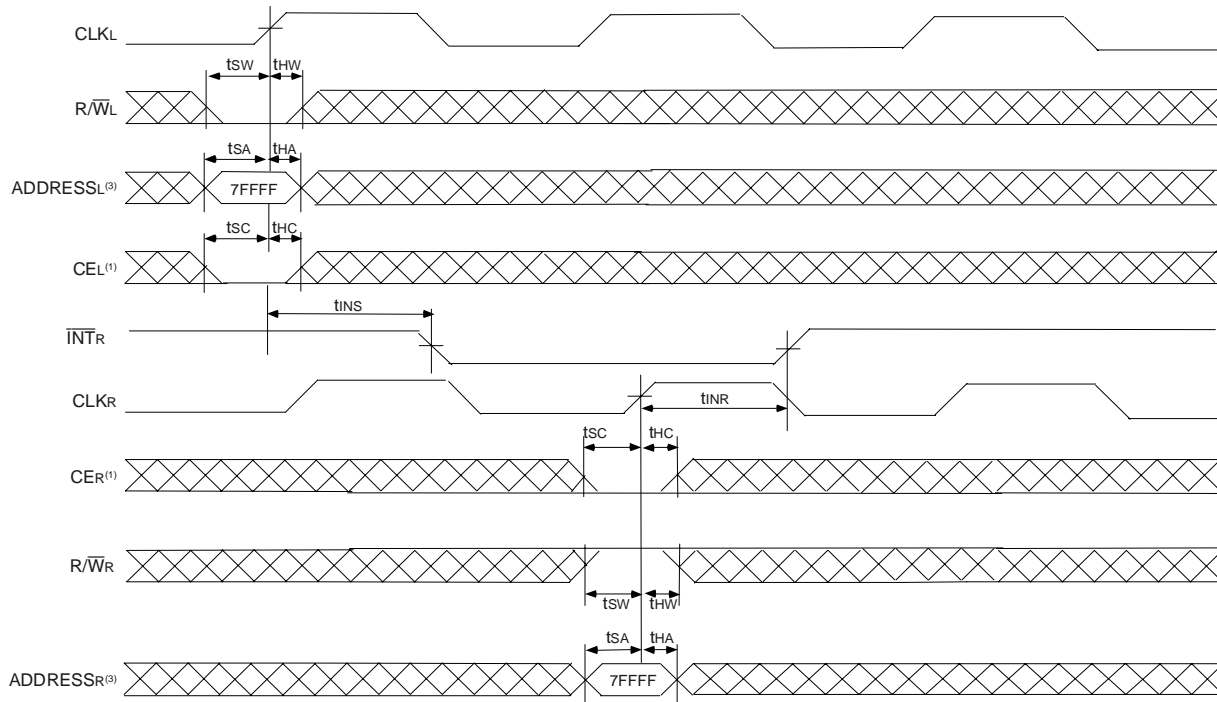 CLKL
tSW tHW
R/W̅L
tSA tHA
ADDRESSL(3) 7FFFF
tSC tHC
CEL(1)
tINS
I̅N̅T̅R
CLKR tINR
tSC tHC
CER(1)
R/W̅R
tSW tHW
tSA tHA
ADDRESSR(3) 7FFFF